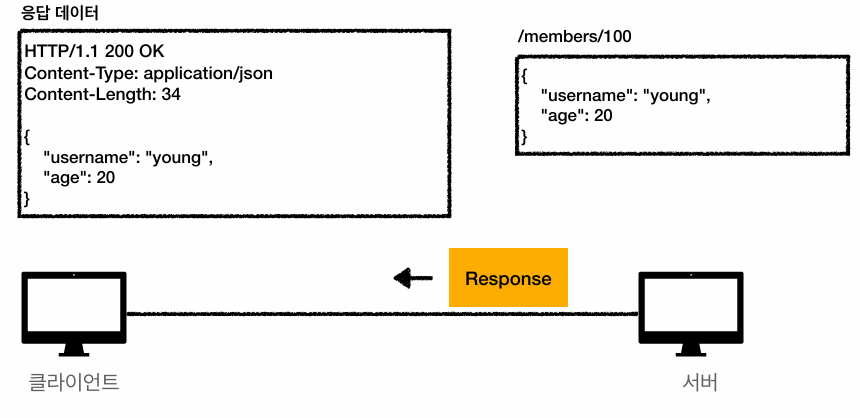 응답 데이터
HTTP/1.1 200 OK
Content-Type: application/json
Content-Length: 34
{
"username": "young",
"age": 20
}
/members/100
{
"username": "young",
"age": 20
}
Response
클라이언트
서버